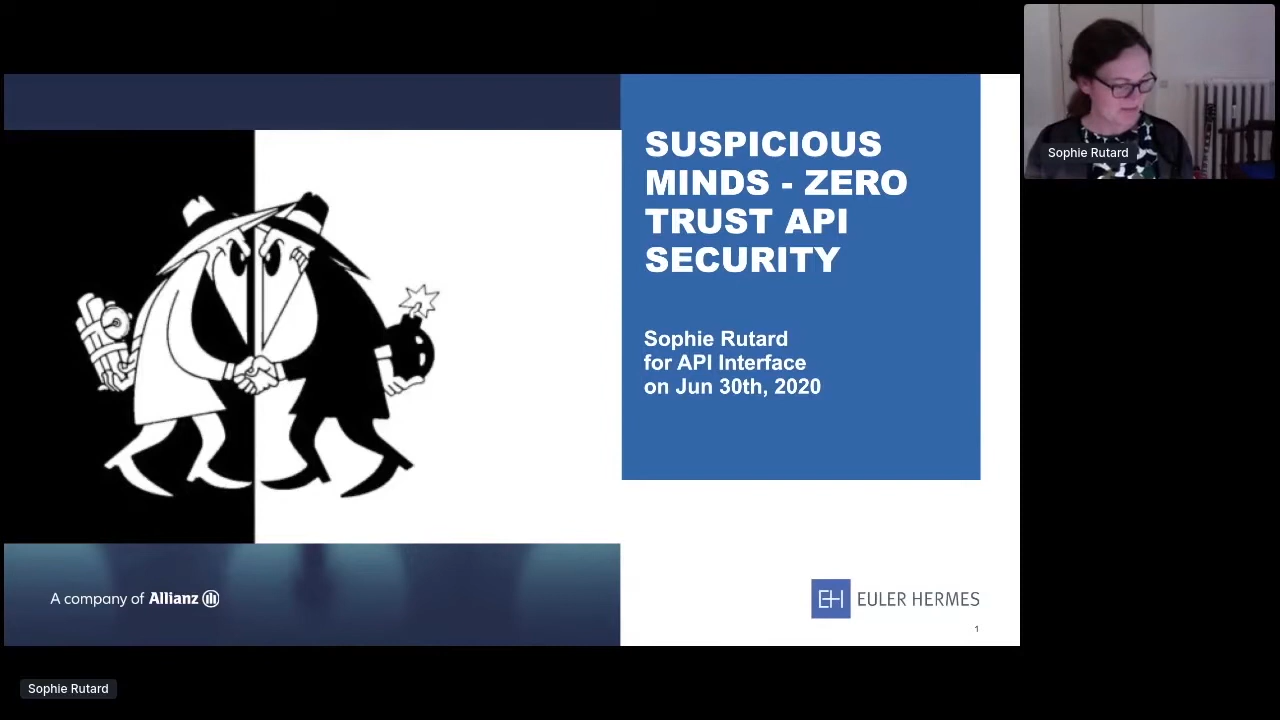 SUSPICIOUS
MINDS - ZERO
TRUST API
SECURITY
Sophie Rutard
for API Interface
on Jun 30th, 2020
A company of Allianz
EH EULER HERMES
1
Sophie Rutard
Sophie Rutard